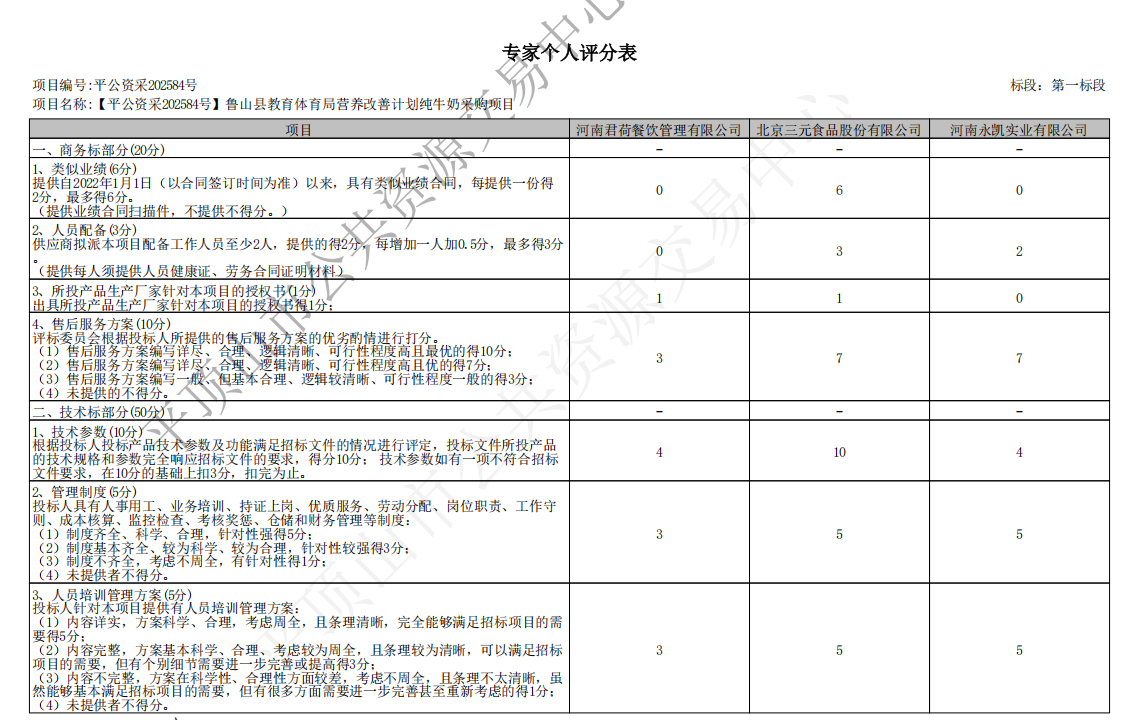 专家个人评分表
项目编号:平公资采202584号
标段: 第一标段
项目名称:【平公资采202584号】鲁山县教育体育局营养改善计划纯牛奶采购项目
项目 河南君荷餐饮管理有限公司 北京三元食品股份有限公司 河南永凯实业有限公司
一、商务标部分(20分) - - -
1、类似业绩(6分)
提供自2022年1月1日（以合同签订时间为准）以来，具有类似业绩合同，每提供一份得
2分，最多得6分。
（提供业绩合同扫描件，不提供不得分。）
0 6 0
2、人员配备(3分)
供应商拟派本项目配备工作人员至少2人，提供的得2分，每增加一人加0.5分，最多得3分
。
（提供每人须提供人员健康证、劳务合同证明材料）
0 3 2
3、所投产品生产厂家针对本项目的授权书(1分)
出具所投产品生产厂家针对本项目的授权书得1分;
1 1 0
4、售后服务方案(10分)
评标委员会根据投标人所提供的售后服务方案的优劣酌情进行打分。
（1）售后服务方案编写详尽、合理、逻辑清晰、可行性程度高且最优的得10分;
（2）售后服务方案编写详尽、合理、逻辑清晰、可行性程度高且优的得7分;
（3）售后服务方案编写一般、但基本合理、逻辑较清晰、可行性程度一般的得3分;
（4）未提供的不得分。
3 7 7
二、技术标部分(50分) - - -
1、技术参数(10分)
根据投标人投标产品技术参数及功能满足招标文件的情况进行评定，投标文件所投产品
的技术规格和参数完全响应招标文件的要求，得分10分; 技术参数如有一项不符合招标
文件要求，在10分的基础上扣3分，扣完为止。
4 10 4
2、管理制度(5分)
投标人具有人事用工、业务培训、持证上岗、优质服务、劳动分配、岗位职责、工作守
则、成本核算、监控检查、考核奖惩、仓储和财务管理等制度:
（1）制度齐全、科学、合理，针对性强得5分;
（2）制度基本齐全、较为科学、较为合理，针对性较强得3分;
（3）制度不齐全，考虑不周全，有针对性得1分;
（4）未提供者不得分。
3 5 5
3、人员培训管理方案(5分)
投标人针对本项目提供有人员培训管理方案:
（1）内容详实，方案科学、合理，考虑周全，且条理清晰，完全能够满足招标项目的需
要得5分;
（2）内容完整，方案基本科学、合理、考虑较为周全，且条理较为清晰，可以满足招标
项目的需要，但有个别细节需要进一步完善或提高得3分;
（3）内容不完整，方案在科学性、合理性方面较差，考虑不周全，且条理不太清晰，虽
然能够基本满足招标项目的需要，但有很多方面需要进一步完善甚至重新考虑的得1分;
（4）未提供者不得分。
3 5 5
平顶山市公共资源交易中心
平顶山市公共资源交易中心